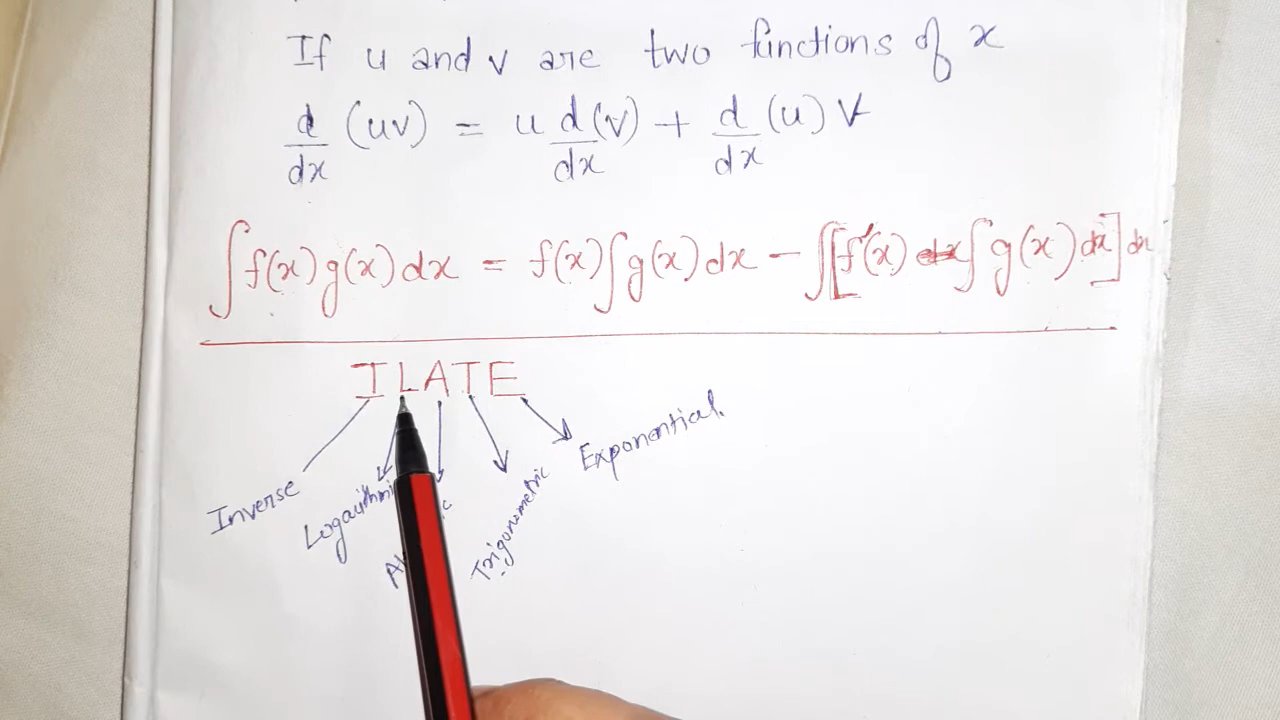 If u and v are two functions of x
d/dx (uv) = u d/dx (v) + d/dx (u) v
∫ f(x) g(x) dx = f(x) ∫ g(x) dx − ∫ [f'(x) ∫ g(x) dx] dx
ILATE
Inverse
Trigonometric
Exponential.